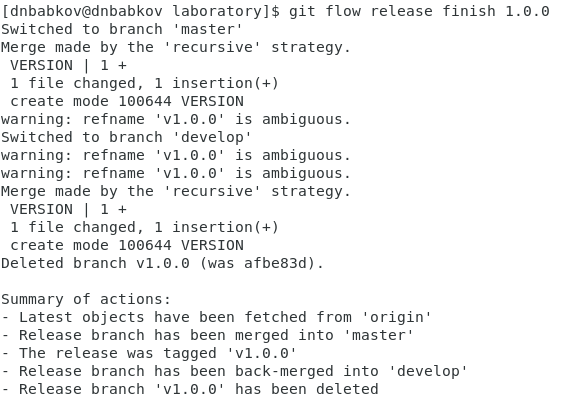 [dnbabkov@dnbabkov laboratory]$ git flow release finish 1.0.0
Switched to branch 'master'
Merge made by the 'recursive' strategy.
 VERSION | 1 +
 1 file changed, 1 insertion(+)
 create mode 100644 VERSION
warning: refname 'v1.0.0' is ambiguous.
Switched to branch 'develop'
warning: refname 'v1.0.0' is ambiguous.
warning: refname 'v1.0.0' is ambiguous.
Merge made by the 'recursive' strategy.
 VERSION | 1 +
 1 file changed, 1 insertion(+)
 create mode 100644 VERSION
Deleted branch v1.0.0 (was afbe83d).

Summary of actions:
- Latest objects have been fetched from 'origin'
- Release branch has been merged into 'master'
- The release was tagged 'v1.0.0'
- Release branch has been back-merged into 'develop'
- Release branch 'v1.0.0' has been deleted